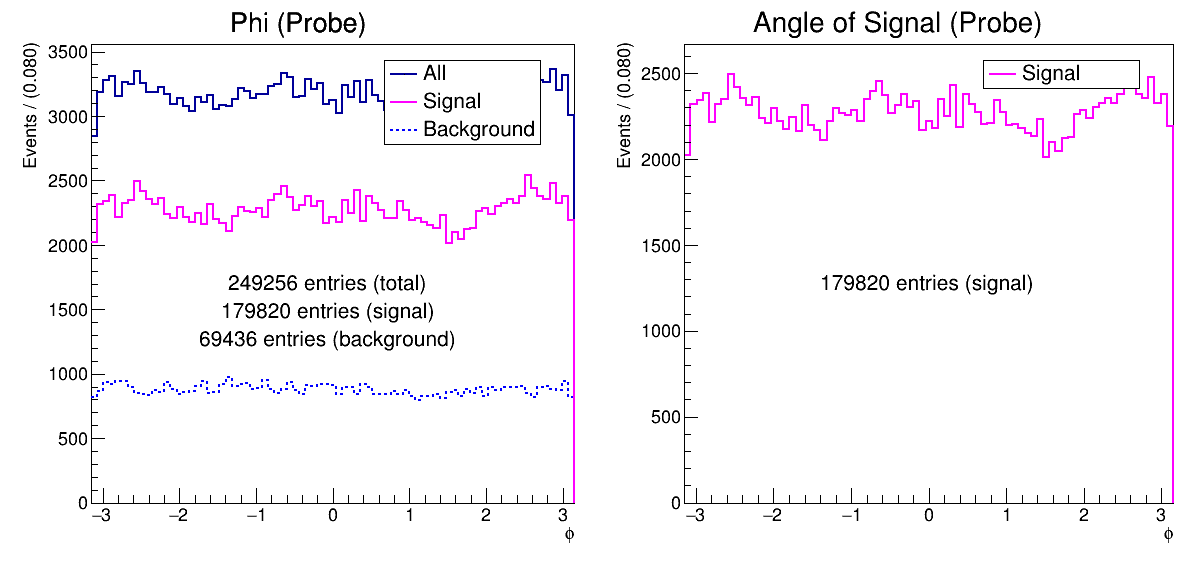 Phi (Probe)
Events / (0.080)
3500
3000
2500
2000
1500
1000
500
0
All
Signal
Background
249256 entries (total)
179820 entries (signal)
69436 entries (background)
−3 −2 −1 0 1 2 3
ϕ
Angle of Signal (Probe)
Events / (0.080)
2500
2000
1500
1000
500
0
Signal
179820 entries (signal)
−3 −2 −1 0 1 2 3
ϕ